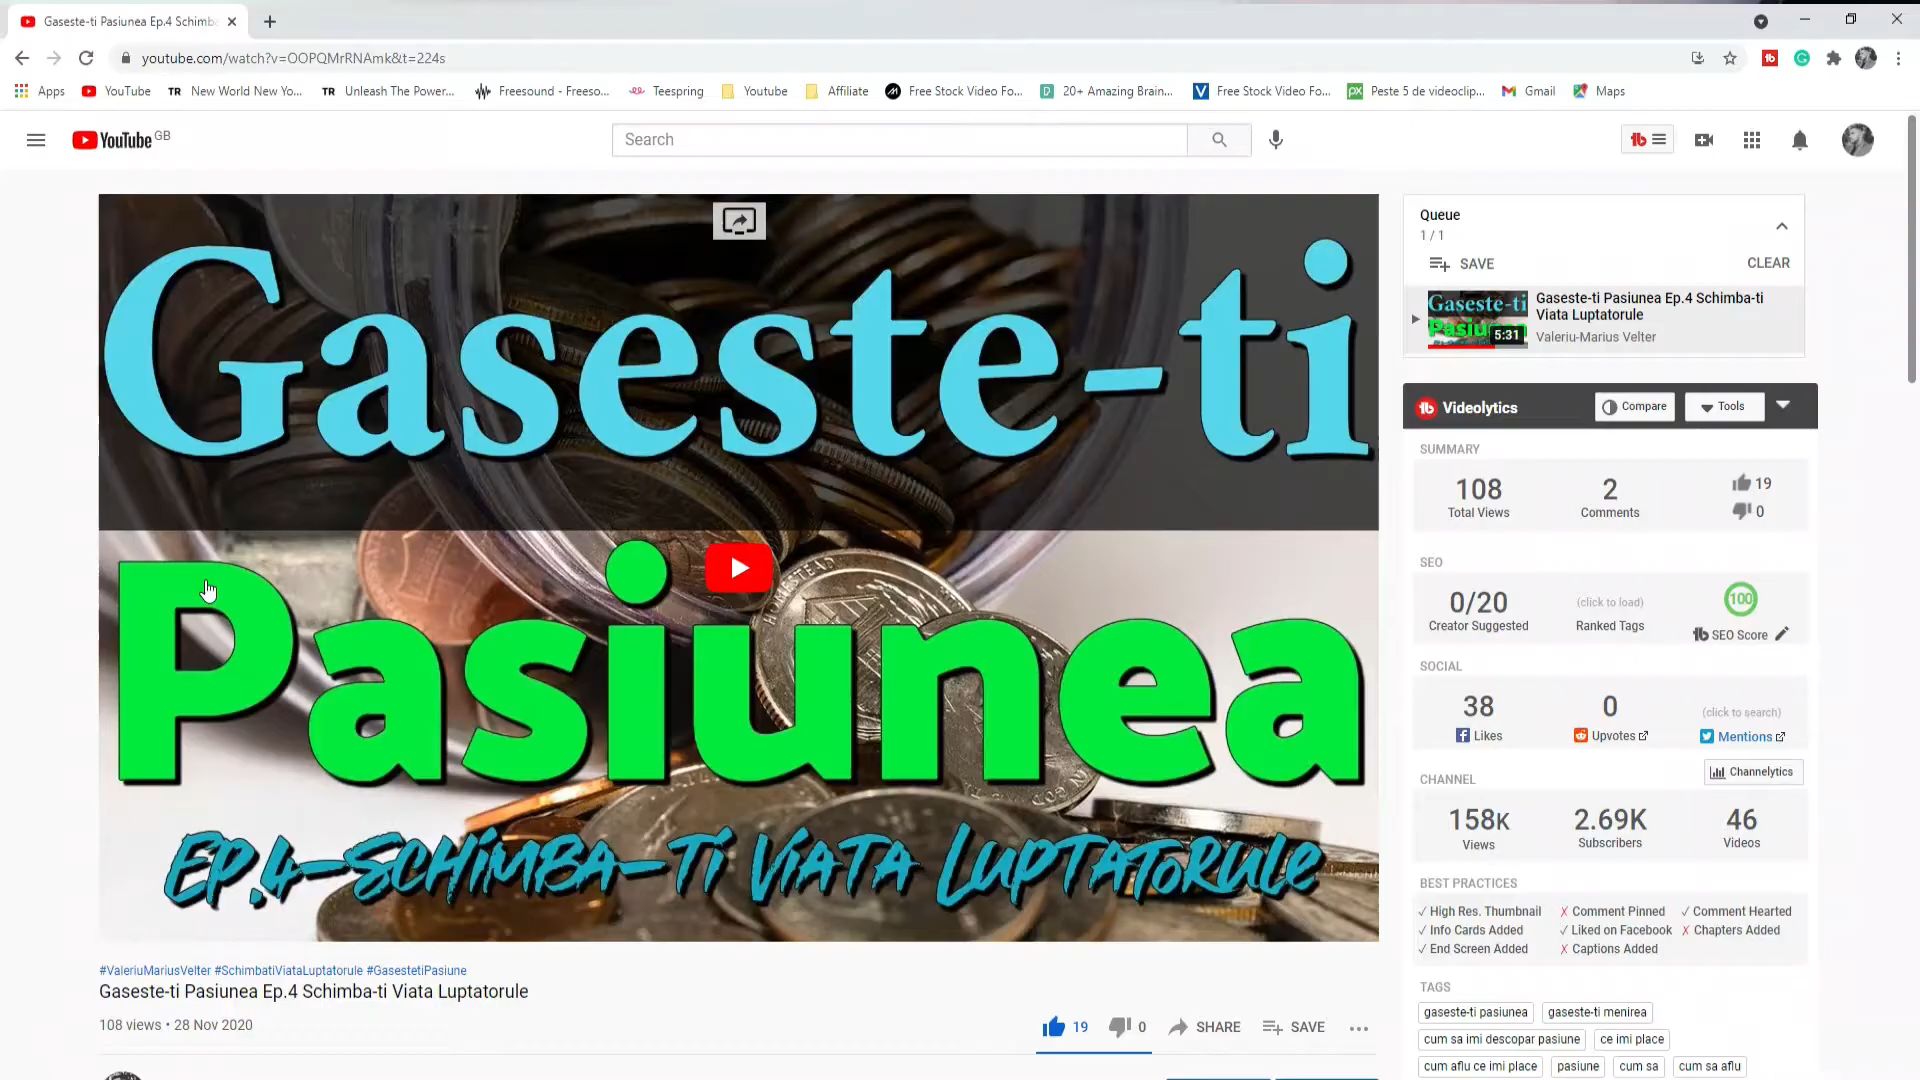 Gaseste-ti Pasiunea Ep.4 Schimb
youtube.com/watch?v=OOPQMrRNAmk&t=224s
Apps YouTube TR New World New Yo... TR Unleash The Power... Freesound - Freeso... Teespring Youtube Affiliate Free Stock Video Fo... 20+ Amazing Brain... Free Stock Video Fo... Peste 5 de videoclip... Gmail Maps
YouTube GB
Search
Gaseste-ti
Pasiunea
Ep.4-Schimba-Ti Viata Luptatorule
#ValeriuMariusVelter #SchimbatiViataLuptatorule #GasestetiPasiune
Gaseste-ti Pasiunea Ep.4 Schimba-ti Viata Luptatorule
108 views • 28 Nov 2020
19 0 SHARE SAVE
Queue
1 / 1
SAVE CLEAR
Gaseste-ti
5:31
Gaseste-ti Pasiunea Ep.4 Schimba-ti
Viata Luptatorule
Valeriu-Marius Velter
Videolytics Compare Tools
SUMMARY
108 2 19
Total Views Comments 0
SEO
0/20 (click to load) 100
Creator Suggested Ranked Tags SEO Score
SOCIAL
38 0 (click to search)
Likes Upvotes Mentions
CHANNEL Channelytics
158K 2.69K 46
Views Subscribers Videos
BEST PRACTICES
✓ High Res. Thumbnail ✗ Comment Pinned ✓ Comment Hearted
✓ Info Cards Added ✓ Liked on Facebook ✗ Chapters Added
✓ End Screen Added ✗ Captions Added
TAGS
gaseste-ti pasiunea gaseste-ti menirea
cum sa imi descopar pasiune ce imi place
cum aflu ce imi place pasiune cum sa cum sa aflu